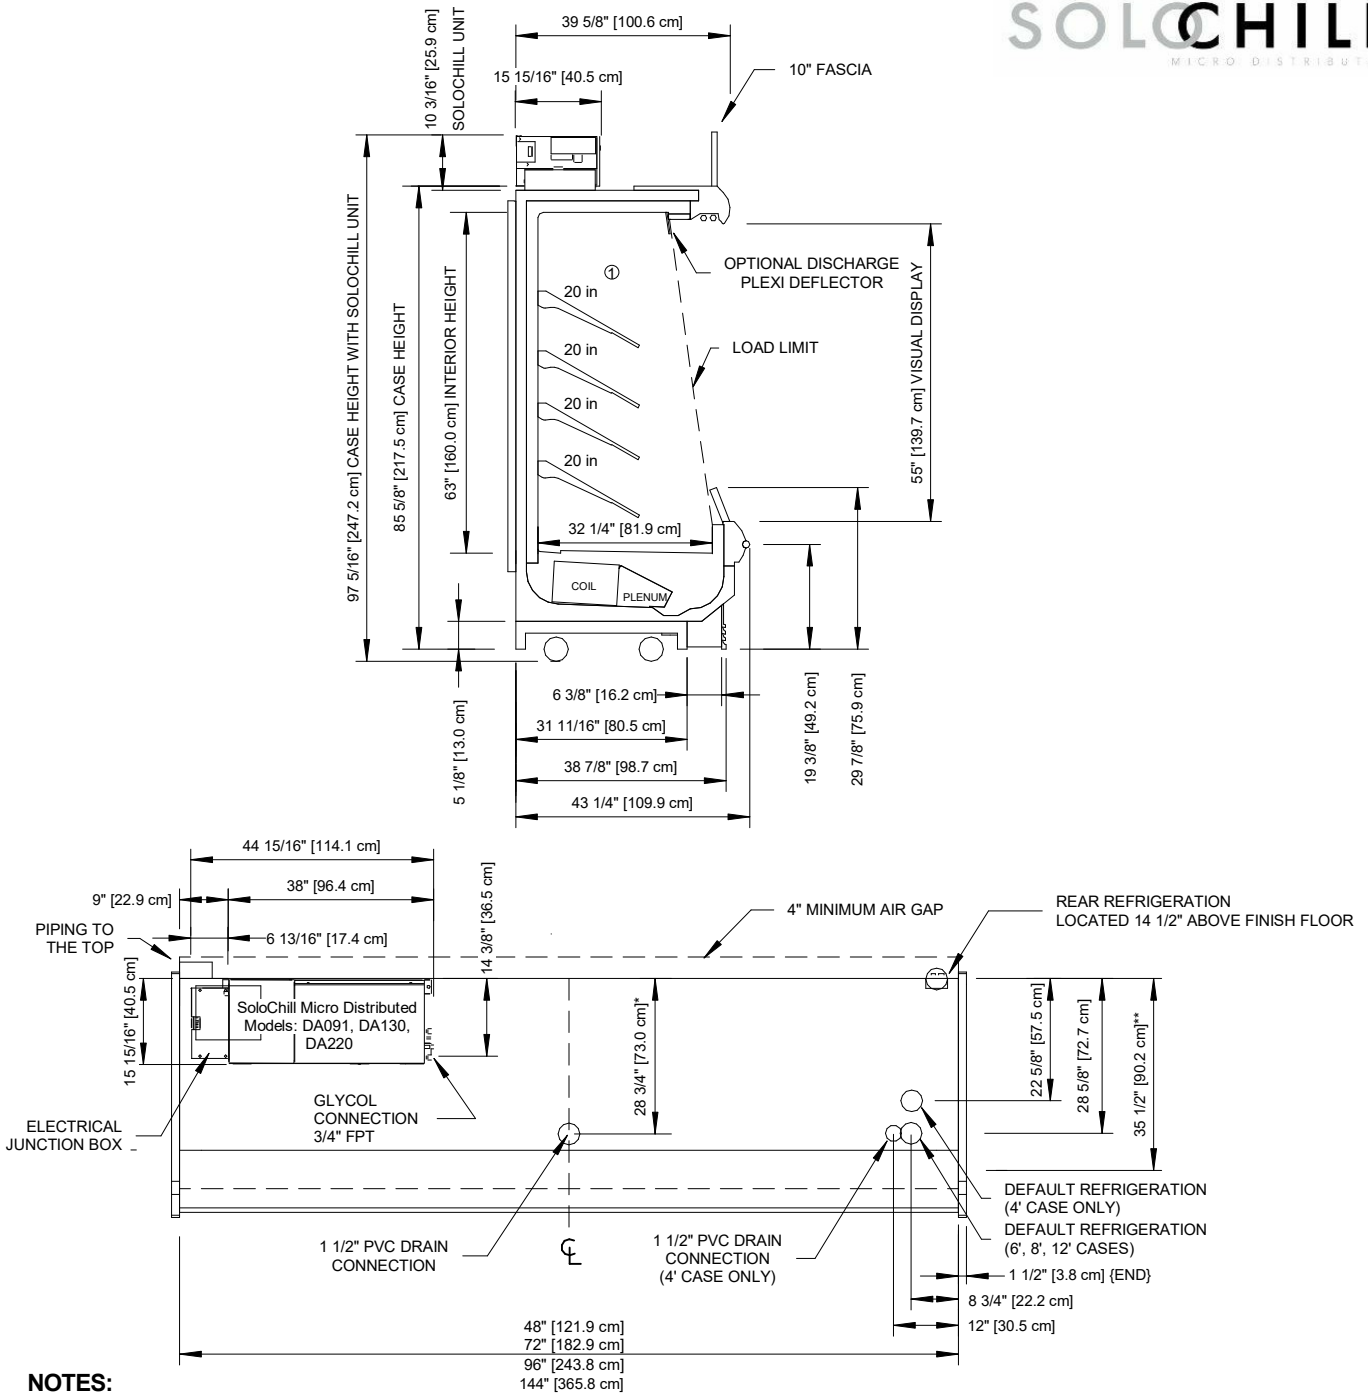 SOLOCHILL
MICRO DISTRIBUT
39 5/8" [100.6 cm]
15 15/16" [40.5 cm]
10" FASCIA
10 3/16" [25.9 cm]
SOLOCHILL UNIT
97 5/16" [247.2 cm] CASE HEIGHT WITH SOLOCHILL UNIT
85 5/8" [217.5 cm] CASE HEIGHT
63" [160.0 cm] INTERIOR HEIGHT
1
20 in
20 in
20 in
20 in
OPTIONAL DISCHARGE
PLEXI DEFLECTOR
LOAD LIMIT
55" [139.7 cm] VISUAL DISPLAY
32 1/4" [81.9 cm]
COIL
PLENUM
5 1/8" [13.0 cm]
6 3/8" [16.2 cm]
31 11/16" [80.5 cm]
38 7/8" [98.7 cm]
43 1/4" [109.9 cm]
19 3/8" [49.2 cm]
29 7/8" [75.9 cm]
44 15/16" [114.1 cm]
9" [22.9 cm]
38" [96.4 cm]
PIPING TO
THE TOP
6 13/16" [17.4 cm]
14 3/8" [36.5 cm]
4" MINIMUM AIR GAP
REAR REFRIGERATION
LOCATED 14 1/2" ABOVE FINISH FLOOR
15 15/16" [40.5 cm]
SoloChill Micro Distributed
Models: DA091, DA130,
DA220
28 3/4" [73.0 cm]*
22 5/8" [57.5 cm]
28 5/8" [72.7 cm]
35 1/2" [90.2 cm]**
ELECTRICAL
JUNCTION BOX
GLYCOL
CONNECTION
3/4" FPT
DEFAULT REFRIGERATION
(4' CASE ONLY)
DEFAULT REFRIGERATION
(6', 8', 12' CASES)
1 1/2" PVC DRAIN
CONNECTION
CL
1 1/2" PVC DRAIN
CONNECTION
(4' CASE ONLY)
1 1/2" [3.8 cm] {END}
8 3/4" [22.2 cm]
12" [30.5 cm]
48" [121.9 cm]
72" [182.9 cm]
96" [243.8 cm]
144" [365.8 cm]
NOTES: